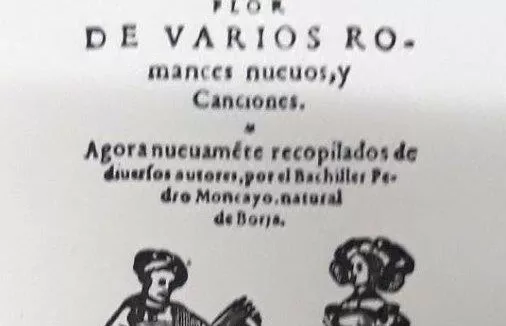 FLOR
DE VARIOS RO-
mances nueuos, y
Canciones.
Agora nueuaméte recopilados de
diuersos autores, por el Bachiller Pe-
dro Moncayo, natural
de Borja.